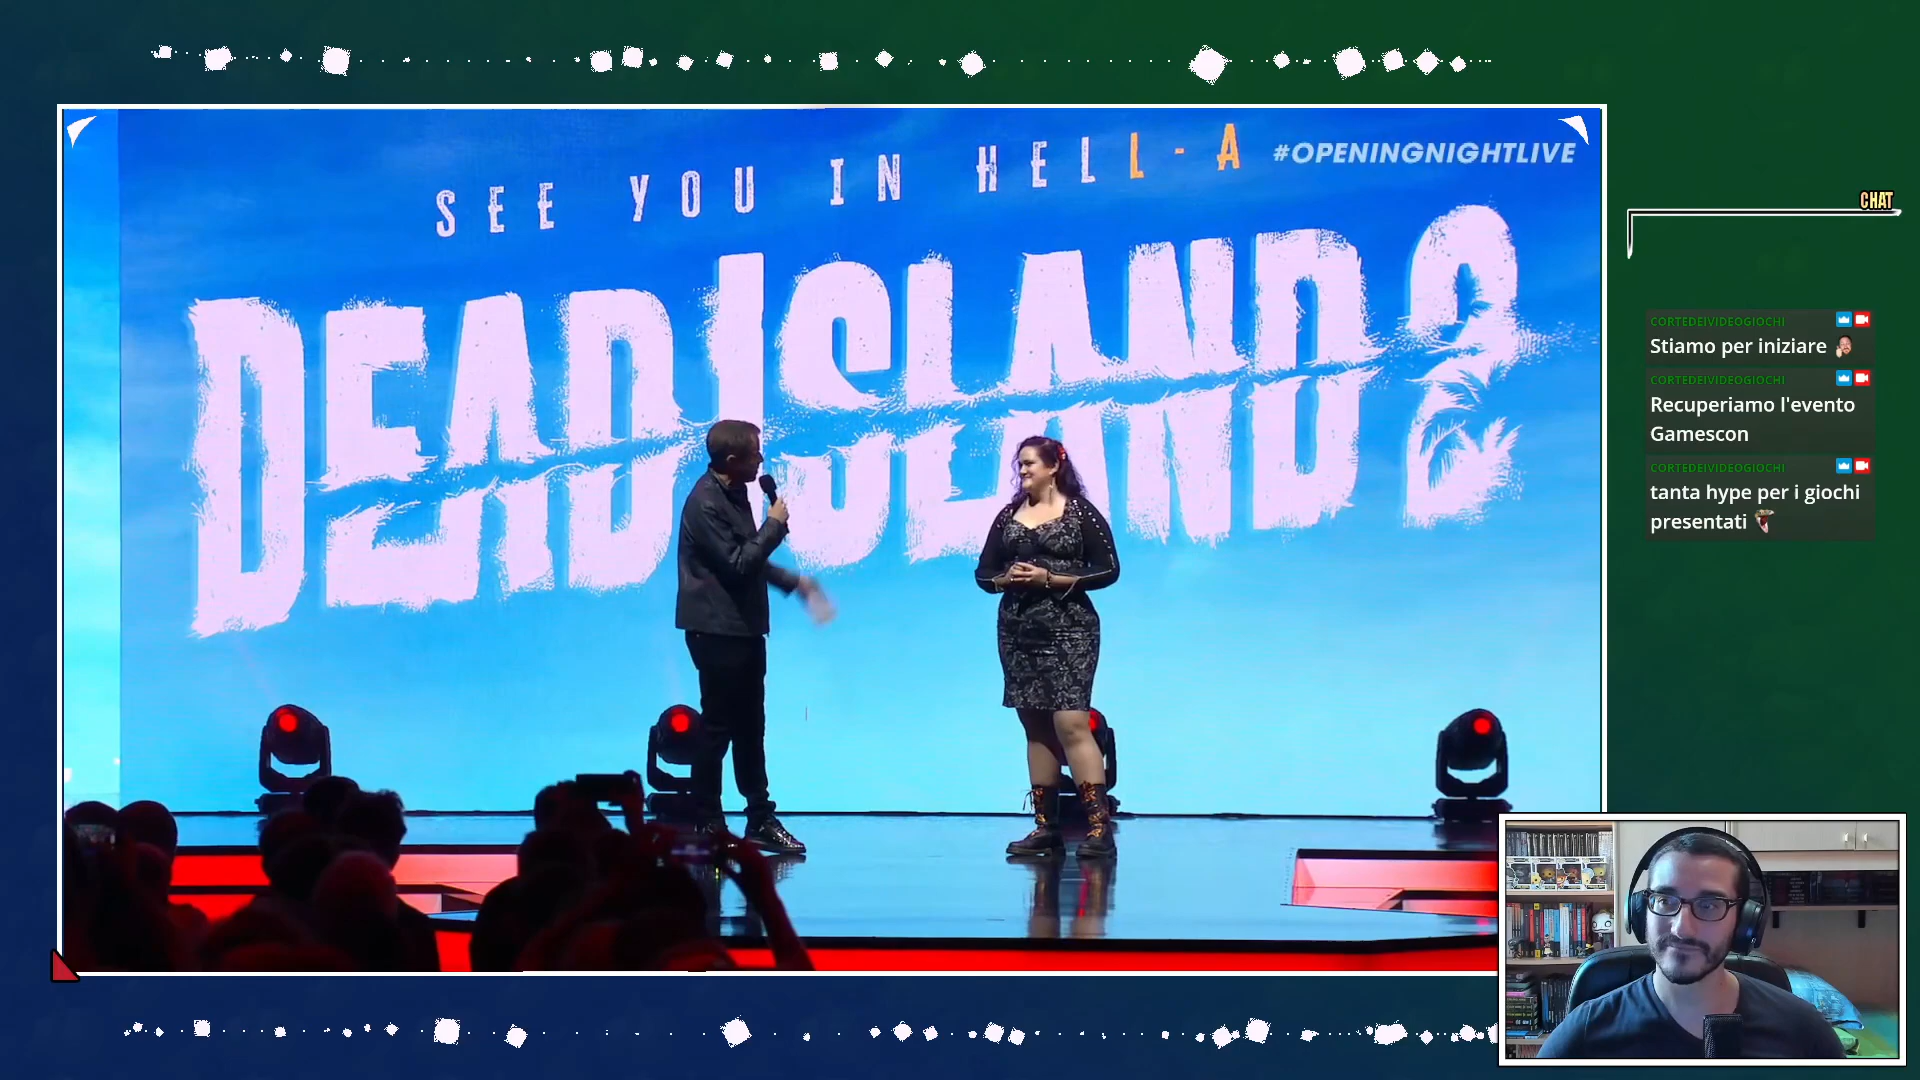 SEE YOU IN HELL-A
#OPENINGNIGHTLIVE
DEAD ISLAND 2
CHAT
CORTEDEIVIDEOGIOCHI
Stiamo per iniziare
CORTEDEIVIDEOGIOCHI
Recuperiamo l'evento
Gamescon
CORTEDEIVIDEOGIOCHI
tanta hype per i giochi
presentati